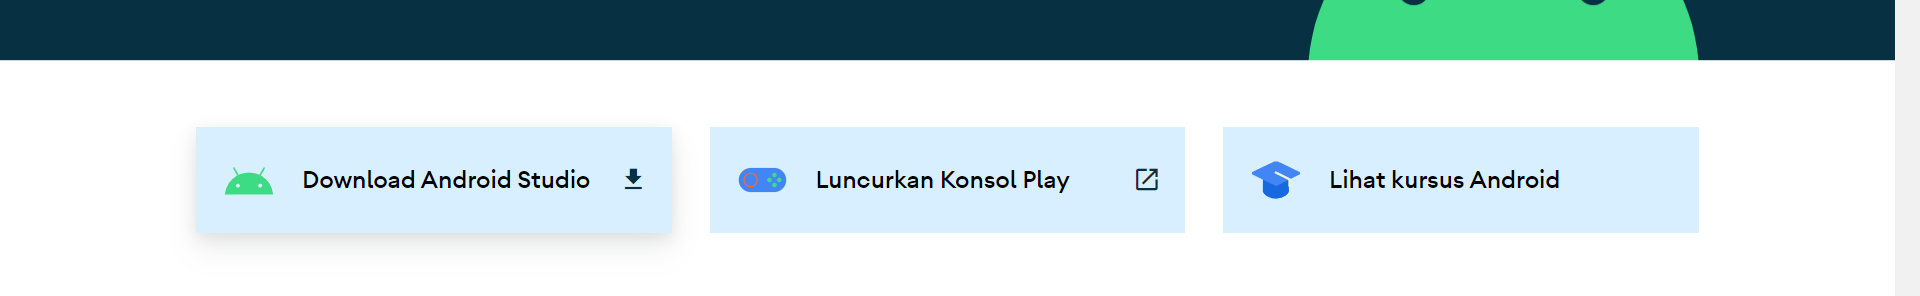 Download Android Studio
Luncurkan Konsol Play
Lihat kursus Android